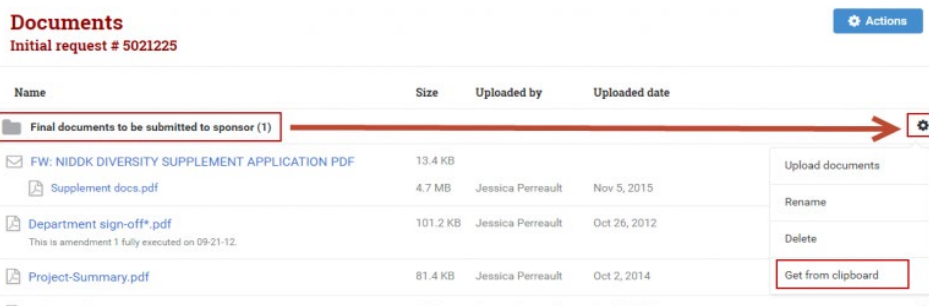 Documents
Actions
Initial request # 5021225
Name Size Uploaded by Uploaded date
Final documents to be submitted to sponsor (1)
FW: NIDDK DIVERSITY SUPPLEMENT APPLICATION PDF 13.4 KB
Upload documents
Supplement docs.pdf 4.7 MB Jessica Perreault Nov 5, 2015
Rename
Department sign-off*.pdf 101.2 KB Jessica Perreault Oct 26, 2012
This is amendment 1 fully executed on 09-21-12.
Delete
Project-Summary.pdf 81.4 KB Jessica Perreault Oct 2, 2014
Get from clipboard